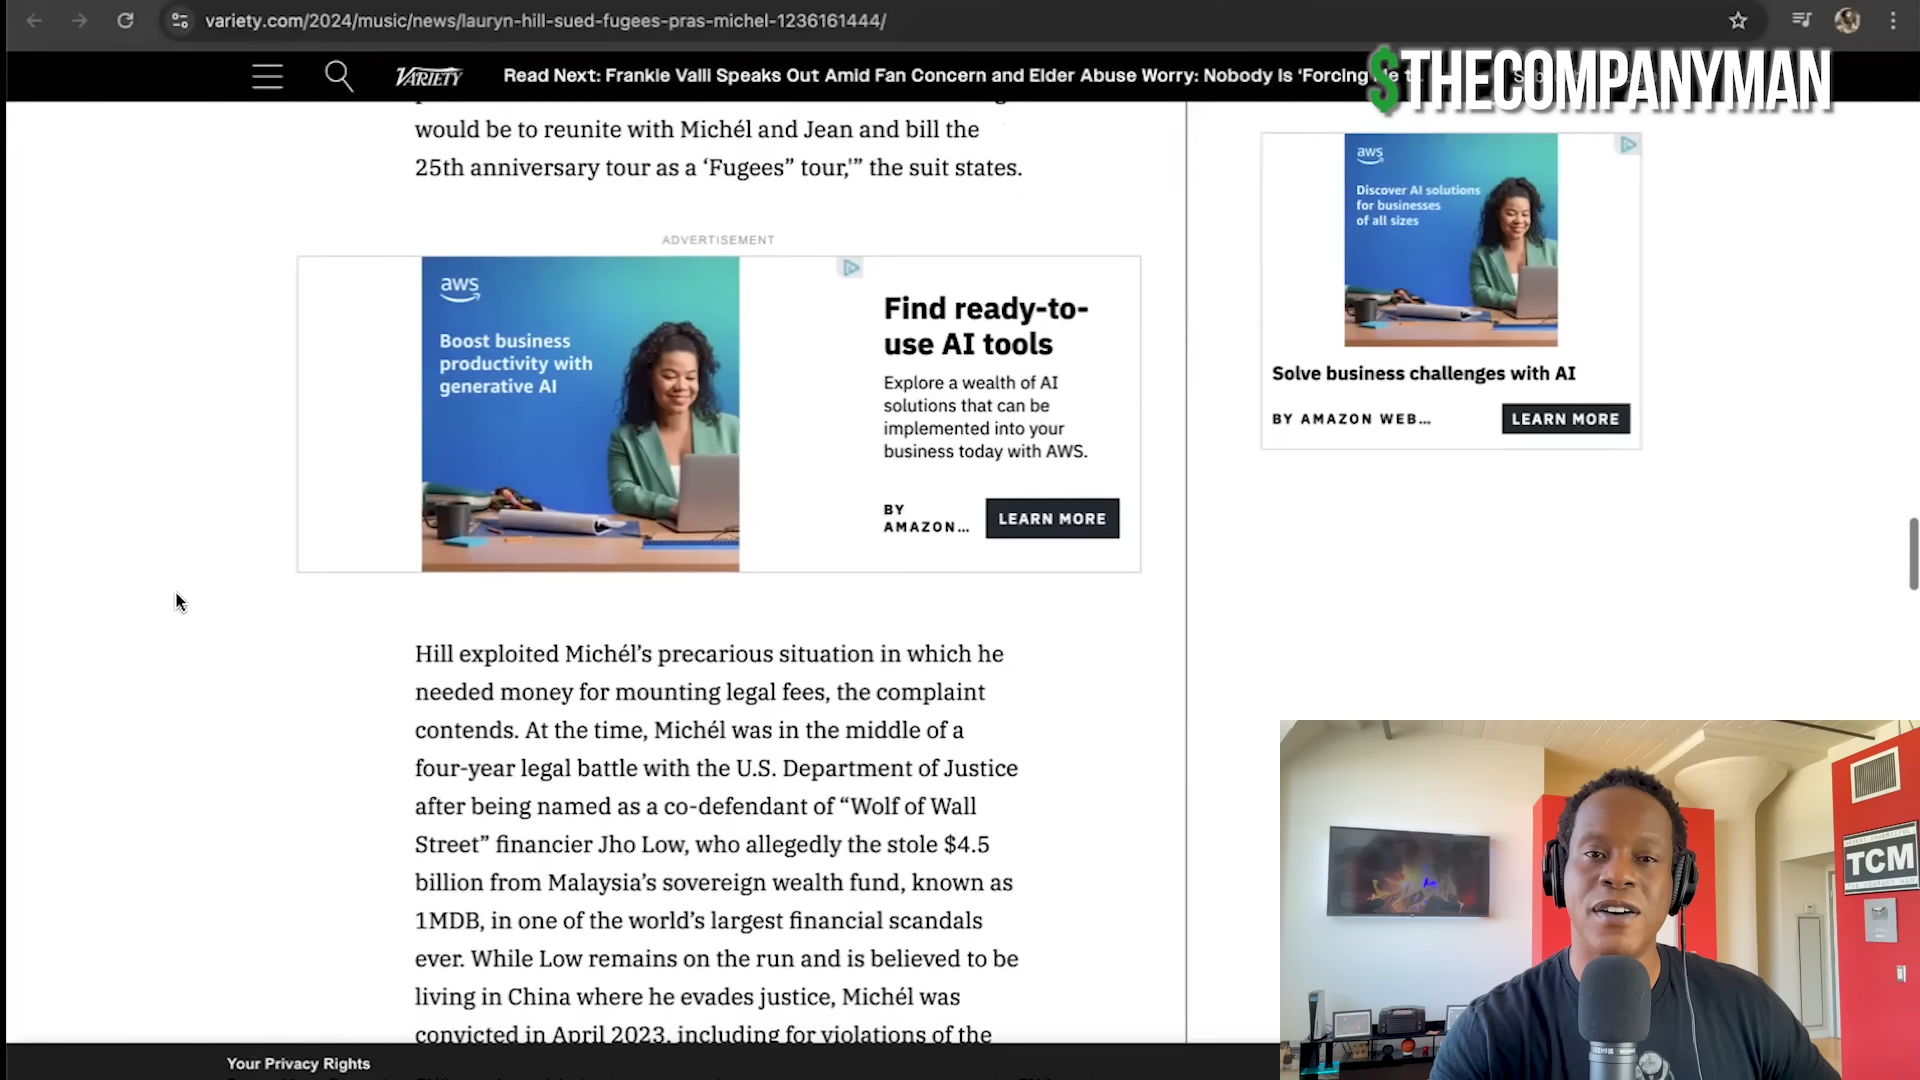 variety.com/2024/music/news/lauryn-hill-sued-fugees-pras-michel-1236161444/
VARIETY
Read Next: Frankie Valli Speaks Out Amid Fan Concern and Elder Abuse Worry: Nobody Is ‘Forcing Me t
$THECOMPANYMAN
would be to reunite with Michél and Jean and bill the
25th anniversary tour as a ‘Fugees” tour,'” the suit states.
ADVERTISEMENT
aws
Boost business
productivity with
generative AI
Find ready-to-
use AI tools
Explore a wealth of AI
solutions that can be
implemented into your
business today with AWS.
BY
AMAZON...
LEARN MORE
aws
Discover AI solutions
for businesses
of all sizes
Solve business challenges with AI
BY AMAZON WEB...
LEARN MORE
Hill exploited Michél’s precarious situation in which he
needed money for mounting legal fees, the complaint
contends. At the time, Michél was in the middle of a
four-year legal battle with the U.S. Department of Justice
after being named as a co-defendant of “Wolf of Wall
Street” financier Jho Low, who allegedly the stole $4.5
billion from Malaysia’s sovereign wealth fund, known as
1MDB, in one of the world’s largest financial scandals
ever. While Low remains on the run and is believed to be
living in China where he evades justice, Michél was
convicted in April 2023, including for violations of the
Your Privacy Rights
TCM